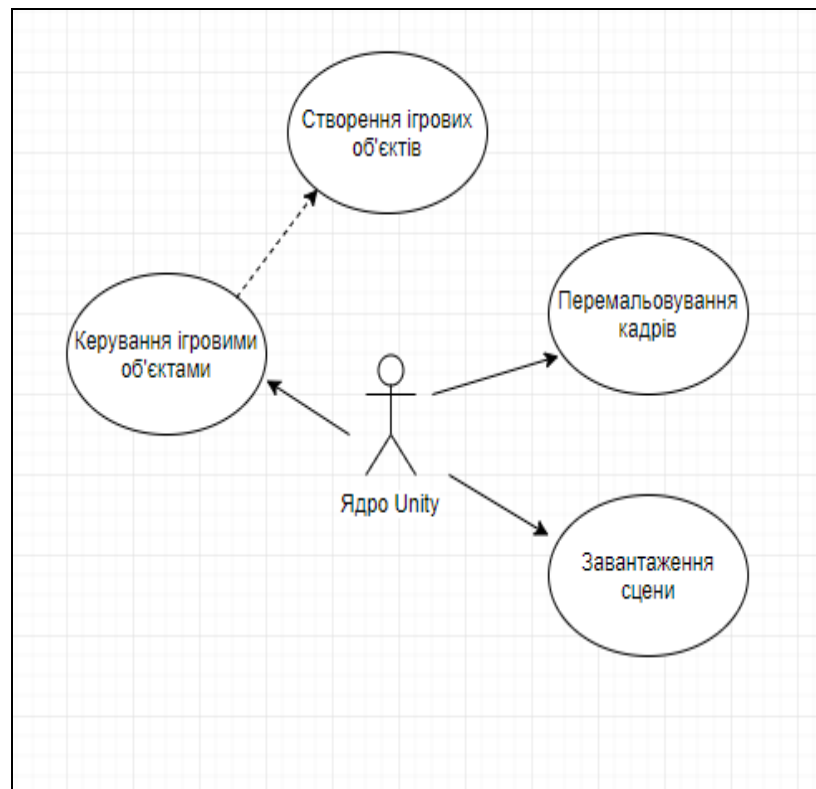 Створення ігрових
об'єктів
Перемальовування
кадрів
Керування ігровими
об'єктами
Ядро Unity
Завантаження
сцени